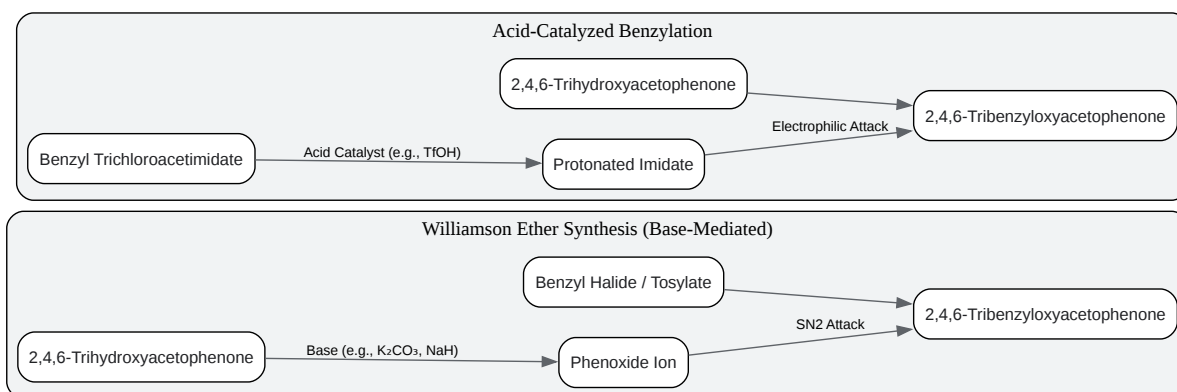 Acid-Catalyzed Benzylation
2,4,6-Trihydroxyacetophenone
2,4,6-Tribenzyloxyacetophenone
Electrophilic Attack
Benzyl Trichloroacetimidate
Acid Catalyst (e.g., TfOH)
Protonated Imidate
Williamson Ether Synthesis (Base-Mediated)
Benzyl Halide / Tosylate
2,4,6-Tribenzyloxyacetophenone
SN2 Attack
2,4,6-Trihydroxyacetophenone
Base (e.g., K₂CO₃, NaH)
Phenoxide Ion